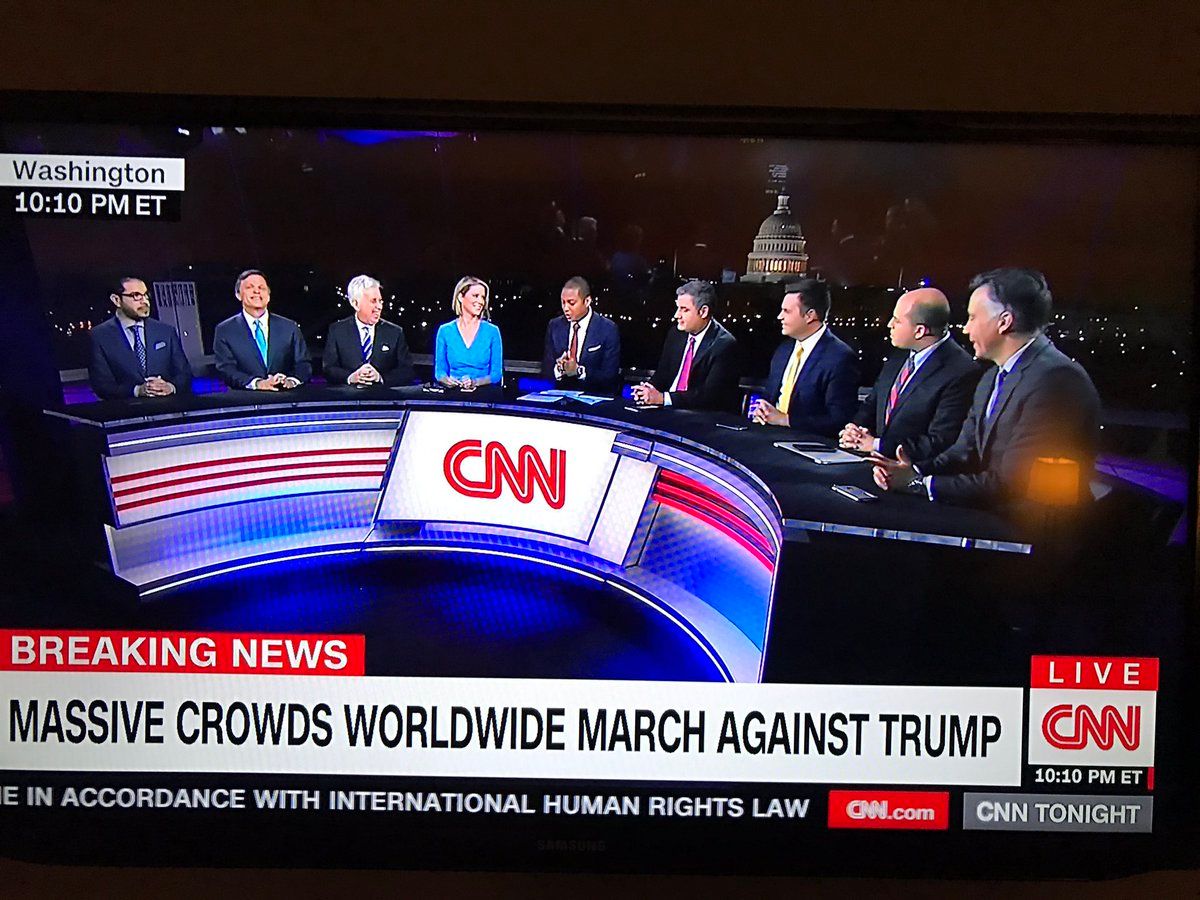 Washington
10:10 PM ET
CNN
BREAKING NEWS
MASSIVE CROWDS WORLDWIDE MARCH AGAINST TRUMP
LIVE
CNN
10:10 PM ET
IN ACCORDANCE WITH INTERNATIONAL HUMAN RIGHTS LAW
CNN.com
CNN TONIGHT
SAMSUNG